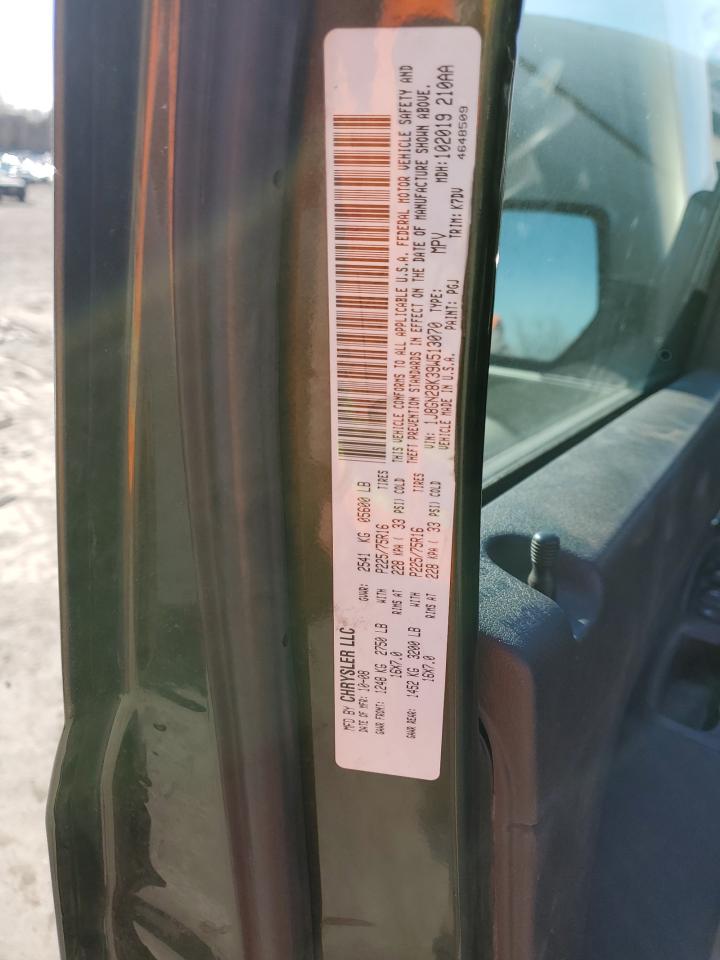 MFD BY CHRYSLER LLC
DATE OF MFR: 10-08 GVWR: 2541 KG 05600 LB
GAWR FRONT: 1248 KG 2750 LB WITH P225/75R16 TIRES
16X7.0 RIMS AT 228 KPA ( 33 PSI) COLD
GAWR REAR: 1452 KG 3200 LB WITH P225/75R16 TIRES
16X7.0 RIMS AT 228 KPA ( 33 PSI) COLD
THIS VEHICLE CONFORMS TO ALL APPLICABLE U.S.A. FEDERAL MOTOR VEHICLE SAFETY AND
THEFT PREVENTION STANDARDS IN EFFECT ON THE DATE OF MANUFACTURE SHOWN ABOVE.
VIN: 1J8GN28K39W513070 TYPE: MPV MDH: 102019 210AA
VEHICLE MADE IN U.S.A. PAINT: PGJ TRIM: K7DV 4648509